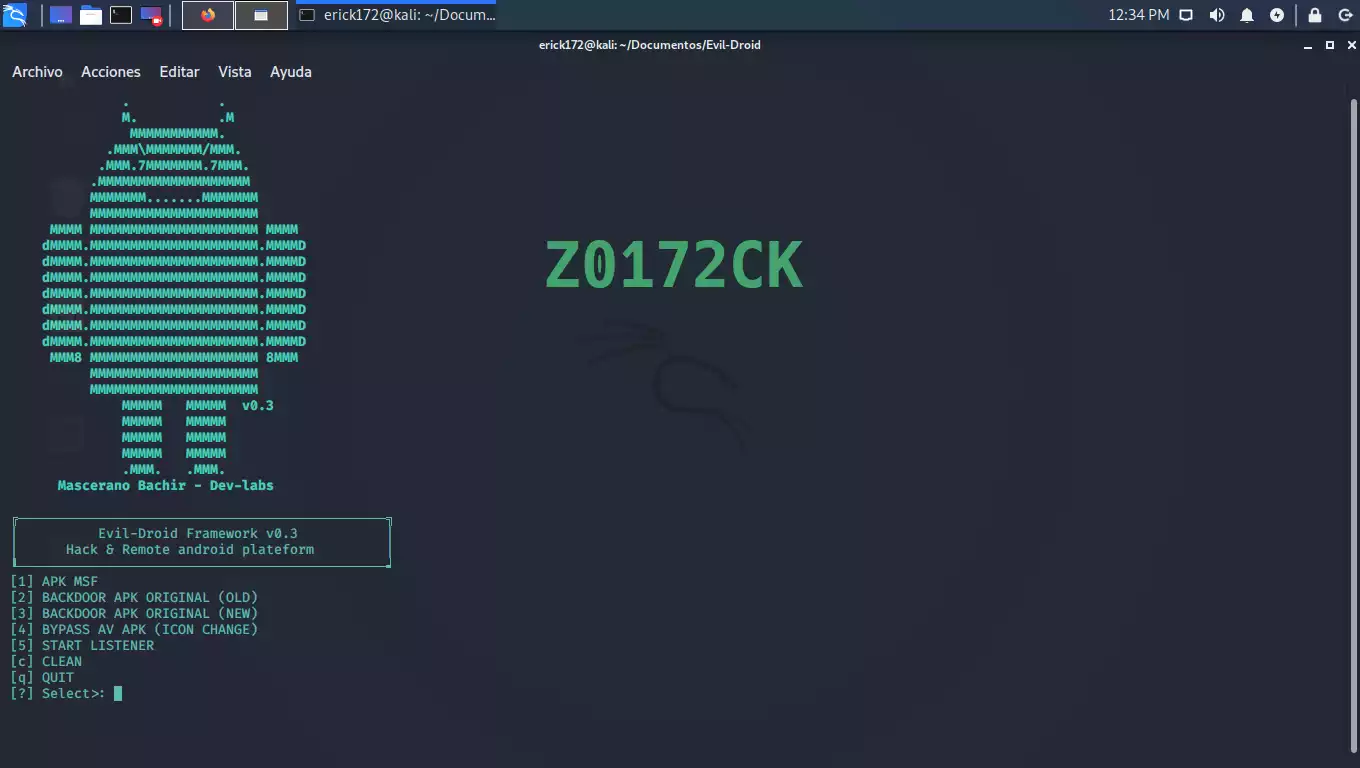 erick172@kali: ~/Docum...
12:34 PM
erick172@kali: ~/Documentos/Evil-Droid
Archivo Acciones Editar Vista Ayuda
. .
M. .M
MMMMMMMMMMM.
.MMM\MMMMMMM/MMM.
.MMM.7MMMMMMM.7MMM.
.MMMMMMMMMMMMMMMMMMM
MMMMMMM.......MMMMMMM
MMMMMMMMMMMMMMMMMMMMM
MMMM MMMMMMMMMMMMMMMMMMMMM MMMM
dMMMM.MMMMMMMMMMMMMMMMMMMMM.MMMMD
dMMMM.MMMMMMMMMMMMMMMMMMMMM.MMMMD
dMMMM.MMMMMMMMMMMMMMMMMMMMM.MMMMD
dMMMM.MMMMMMMMMMMMMMMMMMMMM.MMMMD
dMMMM.MMMMMMMMMMMMMMMMMMMMM.MMMMD
dMMMM.MMMMMMMMMMMMMMMMMMMMM.MMMMD
dMMMM.MMMMMMMMMMMMMMMMMMMMM.MMMMD
MMM8 MMMMMMMMMMMMMMMMMMMMM 8MMM
MMMMMMMMMMMMMMMMMMMMM
MMMMMMMMMMMMMMMMMMMMM
MMMMM MMMMM v0.3
MMMMM MMMMM
MMMMM MMMMM
MMMMM MMMMM
.MMM. .MMM.
Mascerano Bachir - Dev-labs
Z0172CK
Evil-Droid Framework v0.3
Hack & Remote android plateform
[1] APK MSF
[2] BACKDOOR APK ORIGINAL (OLD)
[3] BACKDOOR APK ORIGINAL (NEW)
[4] BYPASS AV APK (ICON CHANGE)
[5] START LISTENER
[c] CLEAN
[q] QUIT
[?] Select>: